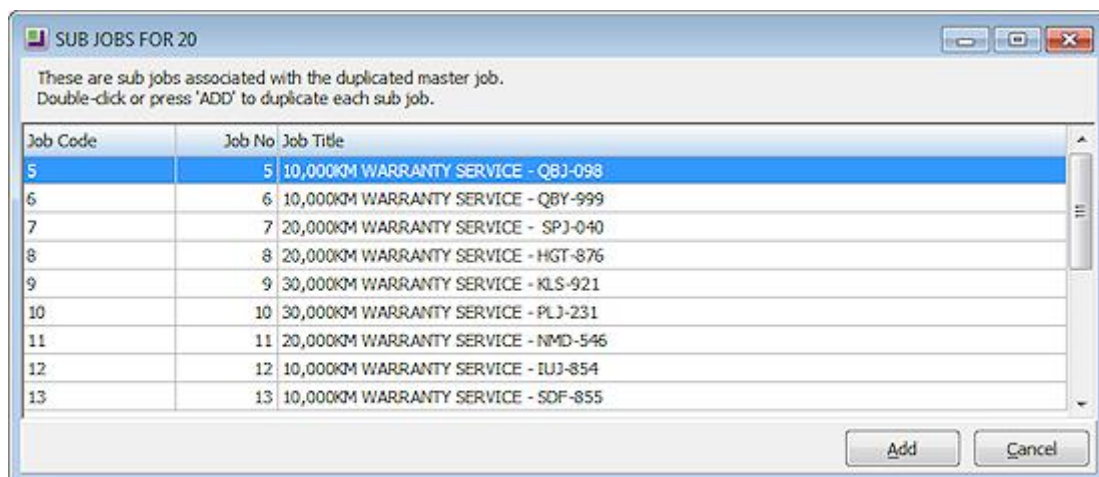 SUB JOBS FOR 20
These are sub jobs associated with the duplicated master job.
Double-click or press 'ADD' to duplicate each sub job.
Job Code Job No Job Title
5 5 10,000KM WARRANTY SERVICE - QBJ-098
6 6 10,000KM WARRANTY SERVICE - QBY-999
7 7 20,000KM WARRANTY SERVICE - SPJ-040
8 8 20,000KM WARRANTY SERVICE - HGT-876
9 9 30,000KM WARRANTY SERVICE - KLS-921
10 10 30,000KM WARRANTY SERVICE - PLJ-231
11 11 20,000KM WARRANTY SERVICE - NMD-546
12 12 10,000KM WARRANTY SERVICE - IUJ-854
13 13 10,000KM WARRANTY SERVICE - SDF-855
Add Cancel